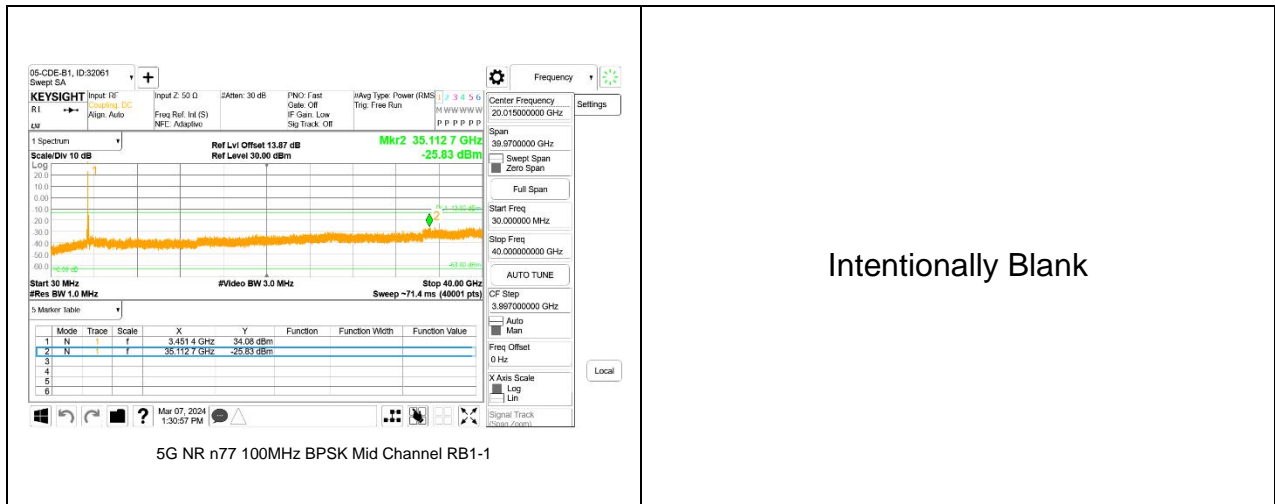 05-CDE-B1, ID:32061
Swept SA
+
Frequency
KEYSIGHT
Input: RF
Coupling: DC
Align: Auto
Input Z: 50 Ω
Freq Ref: Int (S)
NFE: Adaptive
#Atten: 30 dB
PNO: Fast
Gate: Off
IF Gain: Low
Sig Track: Off
#Avg Type: Power (RMS
Trig: Free Run
1 2 3 4 5 6
M W W W W W
P P P P P P
Settings
1 Spectrum
Scale/Div 10 dB
Log
Ref Lvl Offset 13.87 dB
Ref Level 30.00 dBm
Mkr2 35.112 7 GHz
-25.83 dBm
20.0
10.0
0.00
-10.0
-20.0
-30.0
-40.0
-50.0
-60.0
1
2
Start 30 MHz
#Res BW 1.0 MHz
#Video BW 3.0 MHz
Stop 40.00 GHz
Sweep ~71.4 ms (40001 pts)
5 Marker Table
Mode Trace Scale X Y Function Function Width Function Value
1 N 1 f 3.451 4 GHz 34.08 dBm
2 N 1 f 35.112 7 GHz -25.83 dBm
3
4
5
6
Center Frequency
20.015000000 GHz
Span
39.9700000 GHz
Swept Span
Zero Span
Full Span
Start Freq
30.000000 MHz
Stop Freq
40.000000000 GHz
AUTO TUNE
CF Step
3.997000000 GHz
Auto
Man
Freq Offset
0 Hz
X Axis Scale
Log
Lin
Signal Track
(Span Zoom)
Local
?
Mar 07, 2024
1:30:57 PM
5G NR n77 100MHz BPSK Mid Channel RB1-1
Intentionally Blank